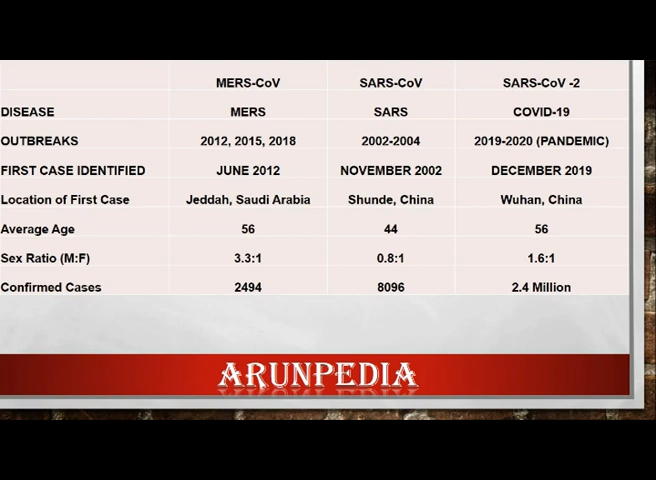 MERS-CoV SARS-CoV SARS-CoV -2
DISEASE MERS SARS COVID-19
OUTBREAKS 2012, 2015, 2018 2002-2004 2019-2020 (PANDEMIC)
FIRST CASE IDENTIFIED JUNE 2012 NOVEMBER 2002 DECEMBER 2019
Location of First Case Jeddah, Saudi Arabia Shunde, China Wuhan, China
Average Age 56 44 56
Sex Ratio (M:F) 3.3:1 0.8:1 1.6:1
Confirmed Cases 2494 8096 2.4 Million
ARUNPEDIA